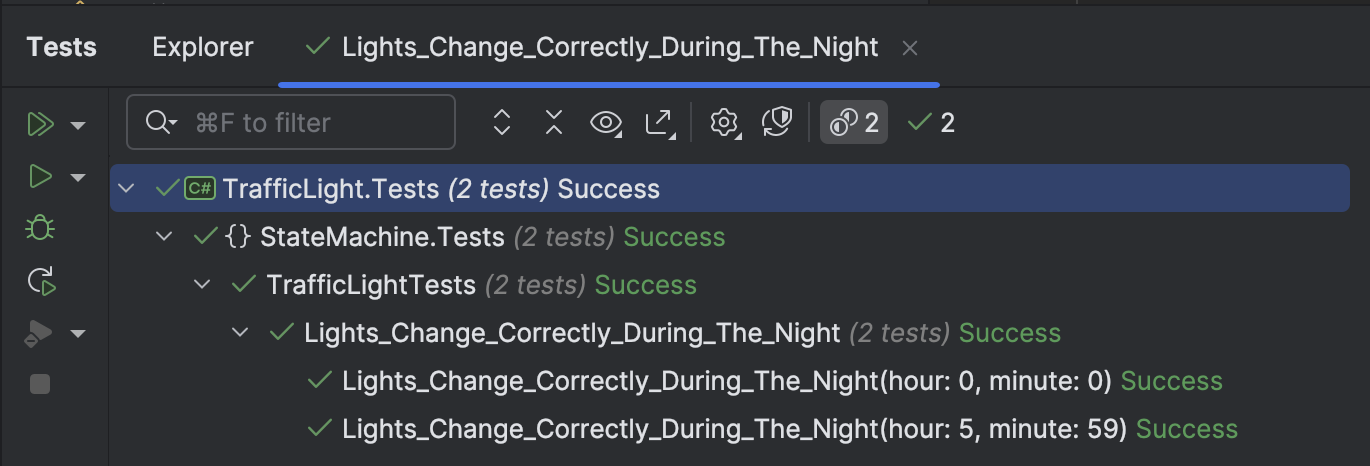 Tests Explorer Lights_Change_Correctly_During_The_Night
⌘F to filter 2 2
C# TrafficLight.Tests (2 tests) Success
{} StateMachine.Tests (2 tests) Success
TrafficLightTests (2 tests) Success
Lights_Change_Correctly_During_The_Night (2 tests) Success
Lights_Change_Correctly_During_The_Night(hour: 0, minute: 0) Success
Lights_Change_Correctly_During_The_Night(hour: 5, minute: 59) Success